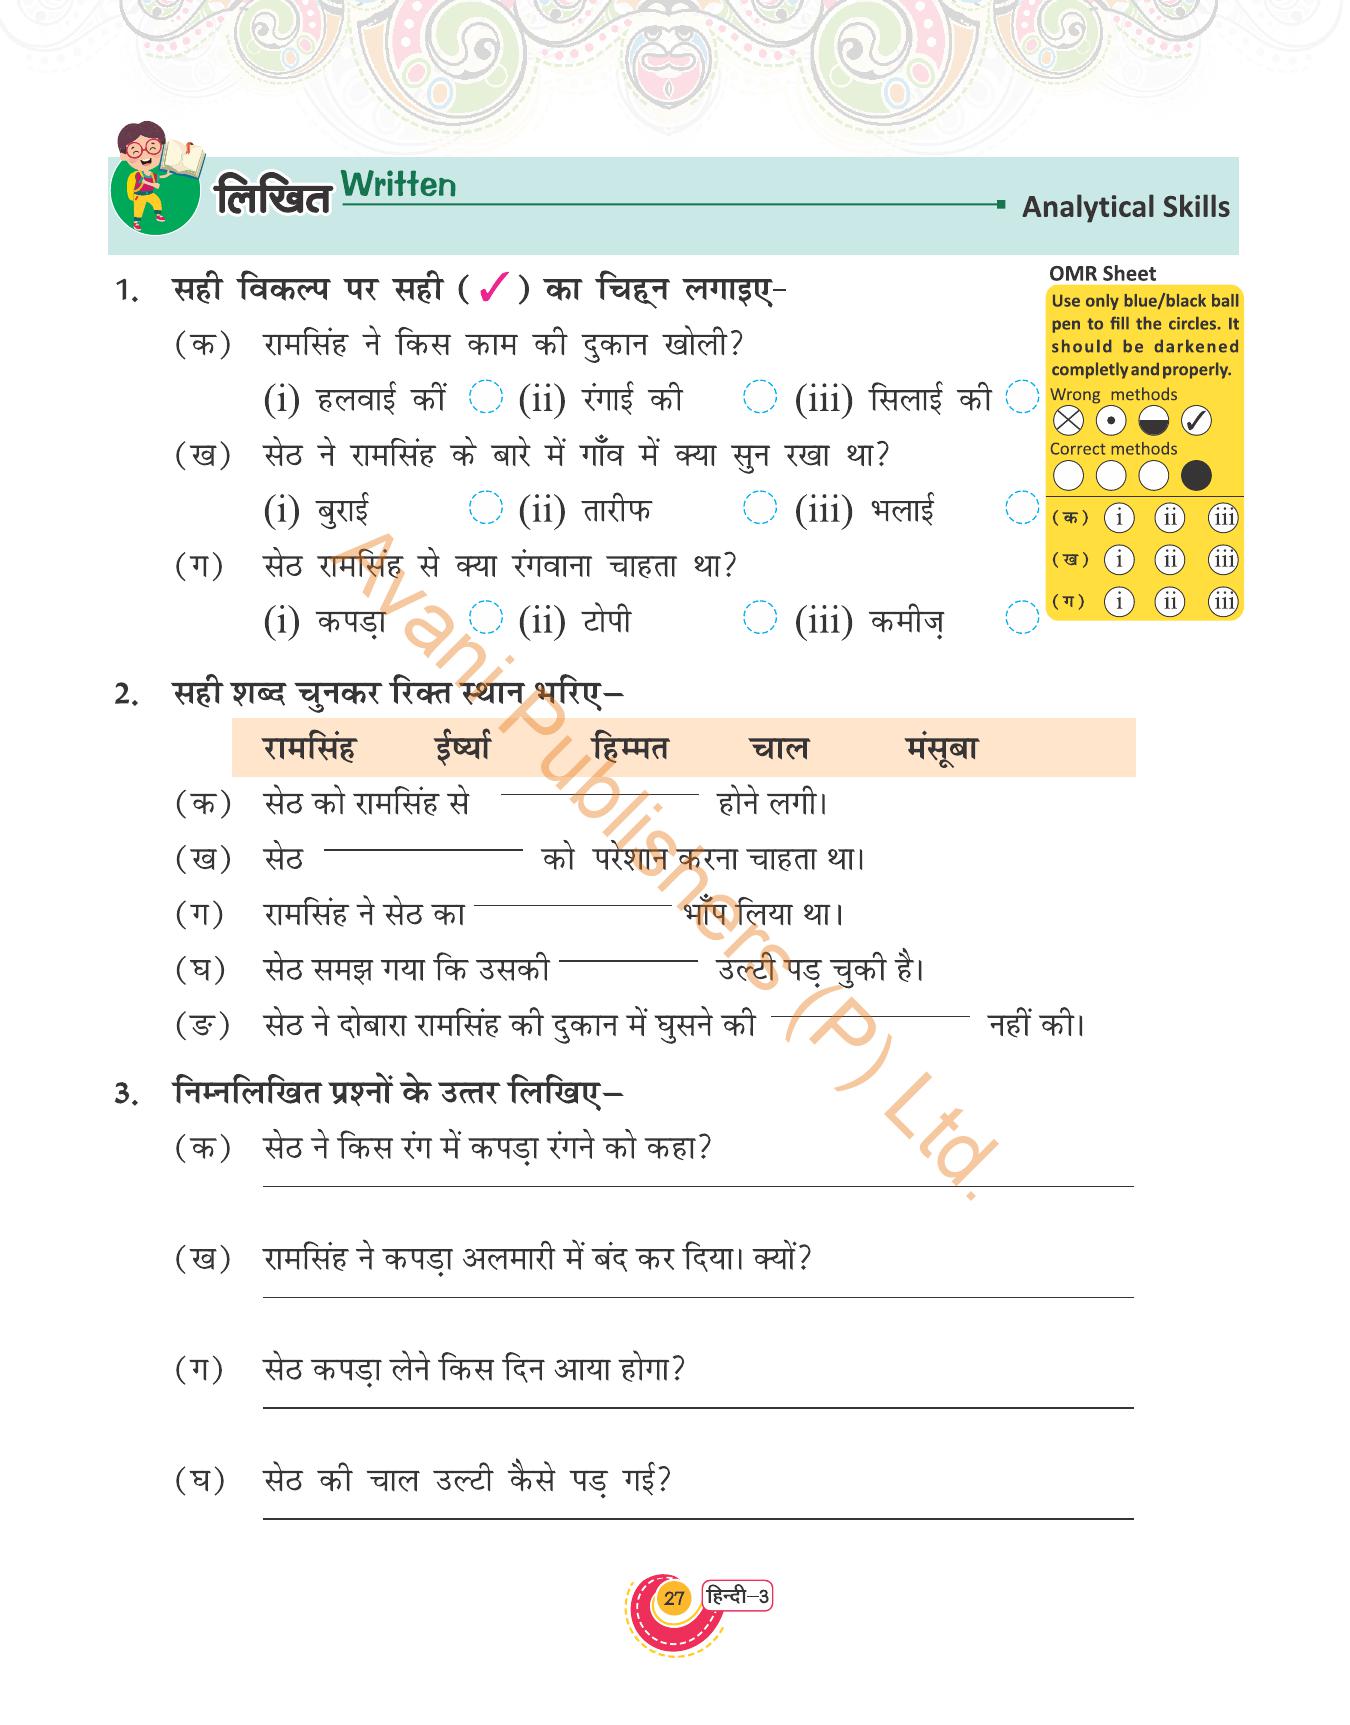 लिखित Written
Analytical Skills
1. सही विकल्प पर सही (✓) का चिह्न लगाइए-
(क) रामसिंह ने किस काम की दुकान खोली?
(i) हलवाई कीं (ii) रंगाई की (iii) सिलाई की
(ख) सेठ ने रामसिंह के बारे में गाँव में क्या सुन रखा था?
(i) बुराई (ii) तारीफ (iii) भलाई
(ग) सेठ रामसिंह से क्या रंगवाना चाहता था?
(i) कपड़ा (ii) टोपी (iii) कमीज़
OMR Sheet
Use only blue/black ball
pen to fill the circles. It
should be darkened
completly and properly.
Wrong methods
Correct methods
(क) i ii iii
(ख) i ii iii
(ग) i ii iii
2. सही शब्द चुनकर रिक्त स्थान भरिए–
रामसिंह ईर्ष्या हिम्मत चाल मंसूबा
(क) सेठ को रामसिंह से ____________ होने लगी।
(ख) सेठ ____________ को परेशान करना चाहता था।
(ग) रामसिंह ने सेठ का ____________ भाँप लिया था।
(घ) सेठ समझ गया कि उसकी ____________ उल्टी पड़ चुकी है।
(ङ) सेठ ने दोबारा रामसिंह की दुकान में घुसने की ____________ नहीं की।
3. निम्नलिखित प्रश्नों के उत्तर लिखिए–
(क) सेठ ने किस रंग में कपड़ा रंगने को कहा?
(ख) रामसिंह ने कपड़ा अलमारी में बंद कर दिया। क्यों?
(ग) सेठ कपड़ा लेने किस दिन आया होगा?
(घ) सेठ की चाल उल्टी कैसे पड़ गई?
27 हिन्दी–3
Avani Publishers (P) Ltd.